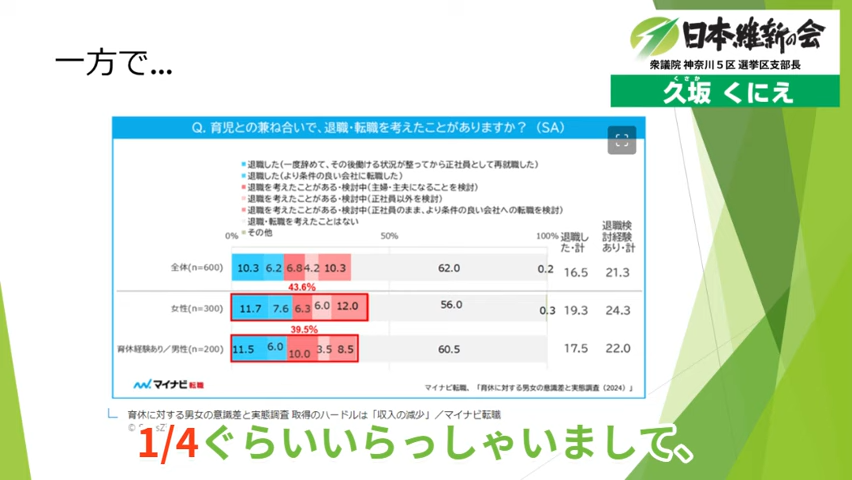 一方で...
日本維新の会
衆議院 神奈川5区 選挙区支部長
くさか
久坂 くにえ
Q. 育児との兼ね合いで、退職・転職を考えたことがありますか？（SA）
■退職した(一度辞めて、その後働ける状況が整ってから正社員として再就職した)
■退職した(より条件の良い会社に転職した)
■退職を考えたことがある・検討中(主婦・主夫になることを検討)
■退職を考えたことがある・検討中(正社員以外を検討)
■退職を考えたことがある・検討中(正社員のまま、より条件の良い会社への転職を検討)
退職・転職を考えたことはない
■その他
0% 50% 100%
退職し
た・計
退職検
討経験
あり・計
全体(n=600) 10.3 6.2 6.8 4.2 10.3 62.0 0.2 16.5 21.3
43.6%
女性(n=300) 11.7 7.6 6.3 6.0 12.0 56.0 0.3 19.3 24.3
39.5%
育休経験あり／男性(n=200) 11.5 6.0 10.0 3.5 8.5 60.5 17.5 22.0
マイナビ転職
マイナビ転職、「育休に対する男女の意識差と実態調査（2024）」
育休に対する男女の意識差と実態調査 取得のハードルは「収入の減少」／マイナビ転職
1/4ぐらいいらっしゃいまして、